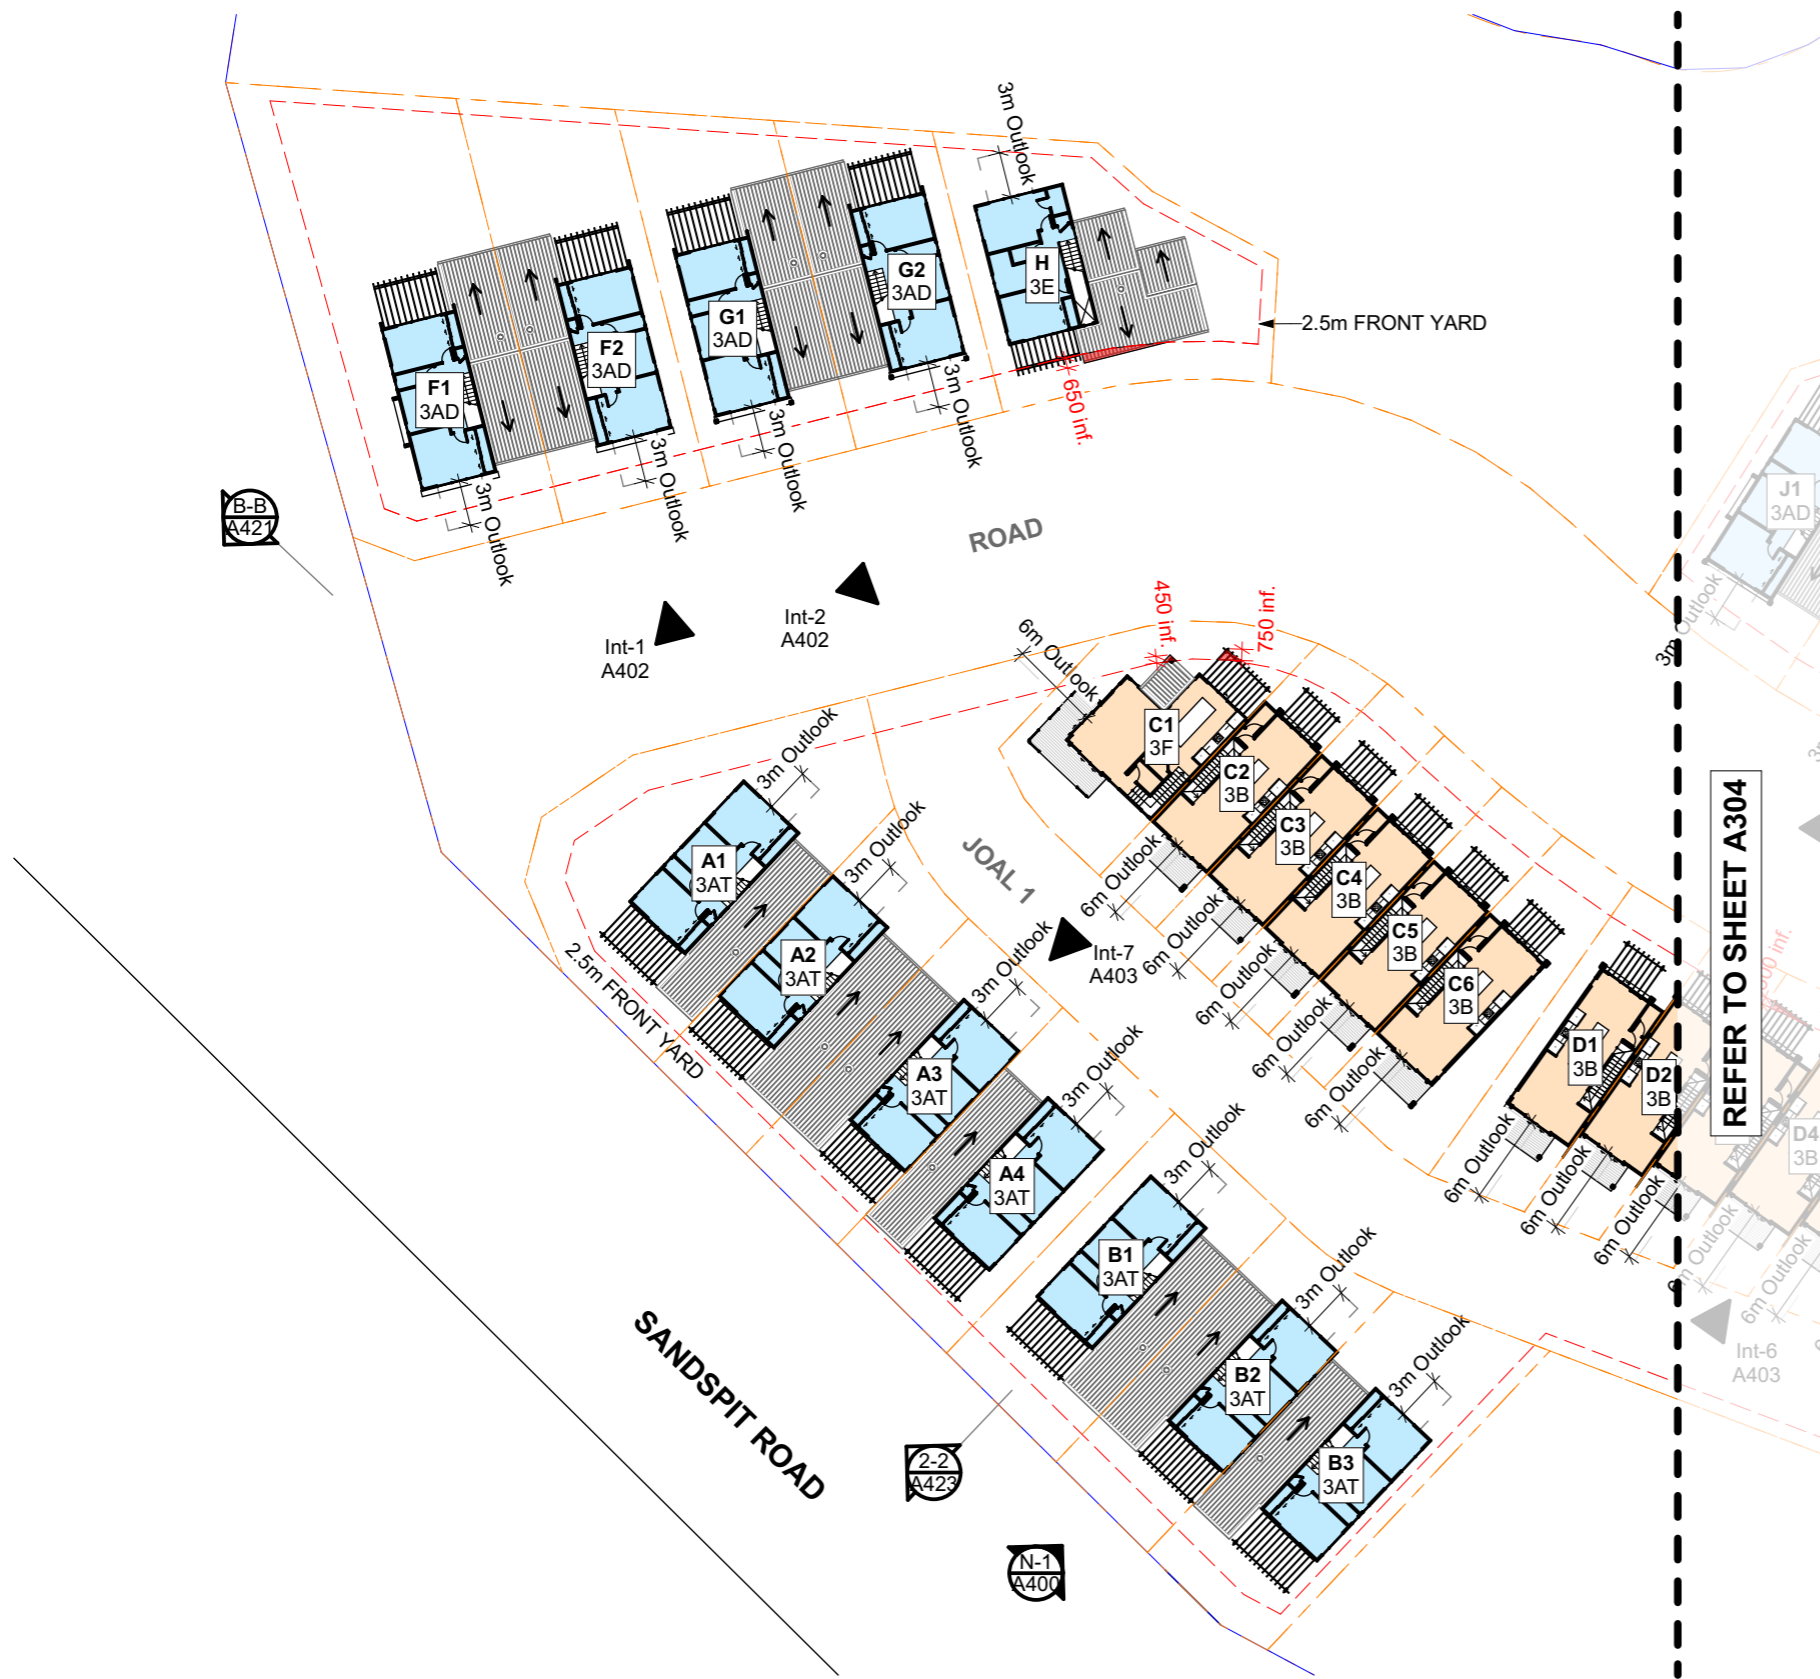 3m Outlook
H
3E
G2
3AD
G1
3AD
F2
3AD
F1
3AD
2.5m FRONT YARD
650 inf.
3m Outlook
3m Outlook
3m Outlook
3m Outlook
B-B
A421
ROAD
Int-1
A402
Int-2
A402
J1
3AD
3m Outlook
450 inf.
750 inf.
6m Outlook
C1
3F
C2
3B
C3
3B
C4
3B
C5
3B
C6
3B
D1
3B
D2
3B
D4
3B
REFER TO SHEET A304
3m Outlook
3m Outlook
3m Outlook
3m Outlook
A1
3AT
A2
3AT
A3
3AT
A4
3AT
JOAL 1
Int-7
A403
6m Outlook
6m Outlook
6m Outlook
6m Outlook
6m Outlook
6m Outlook
6m Outlook
6m Outlook
6m Outlook
6m Outlook
2.5m FRONT YARD
3m Outlook
3m Outlook
3m Outlook
B1
3AT
B2
3AT
B3
3AT
Int-6
A403
SANDSPIT ROAD
2-2
A423
N-1
A400